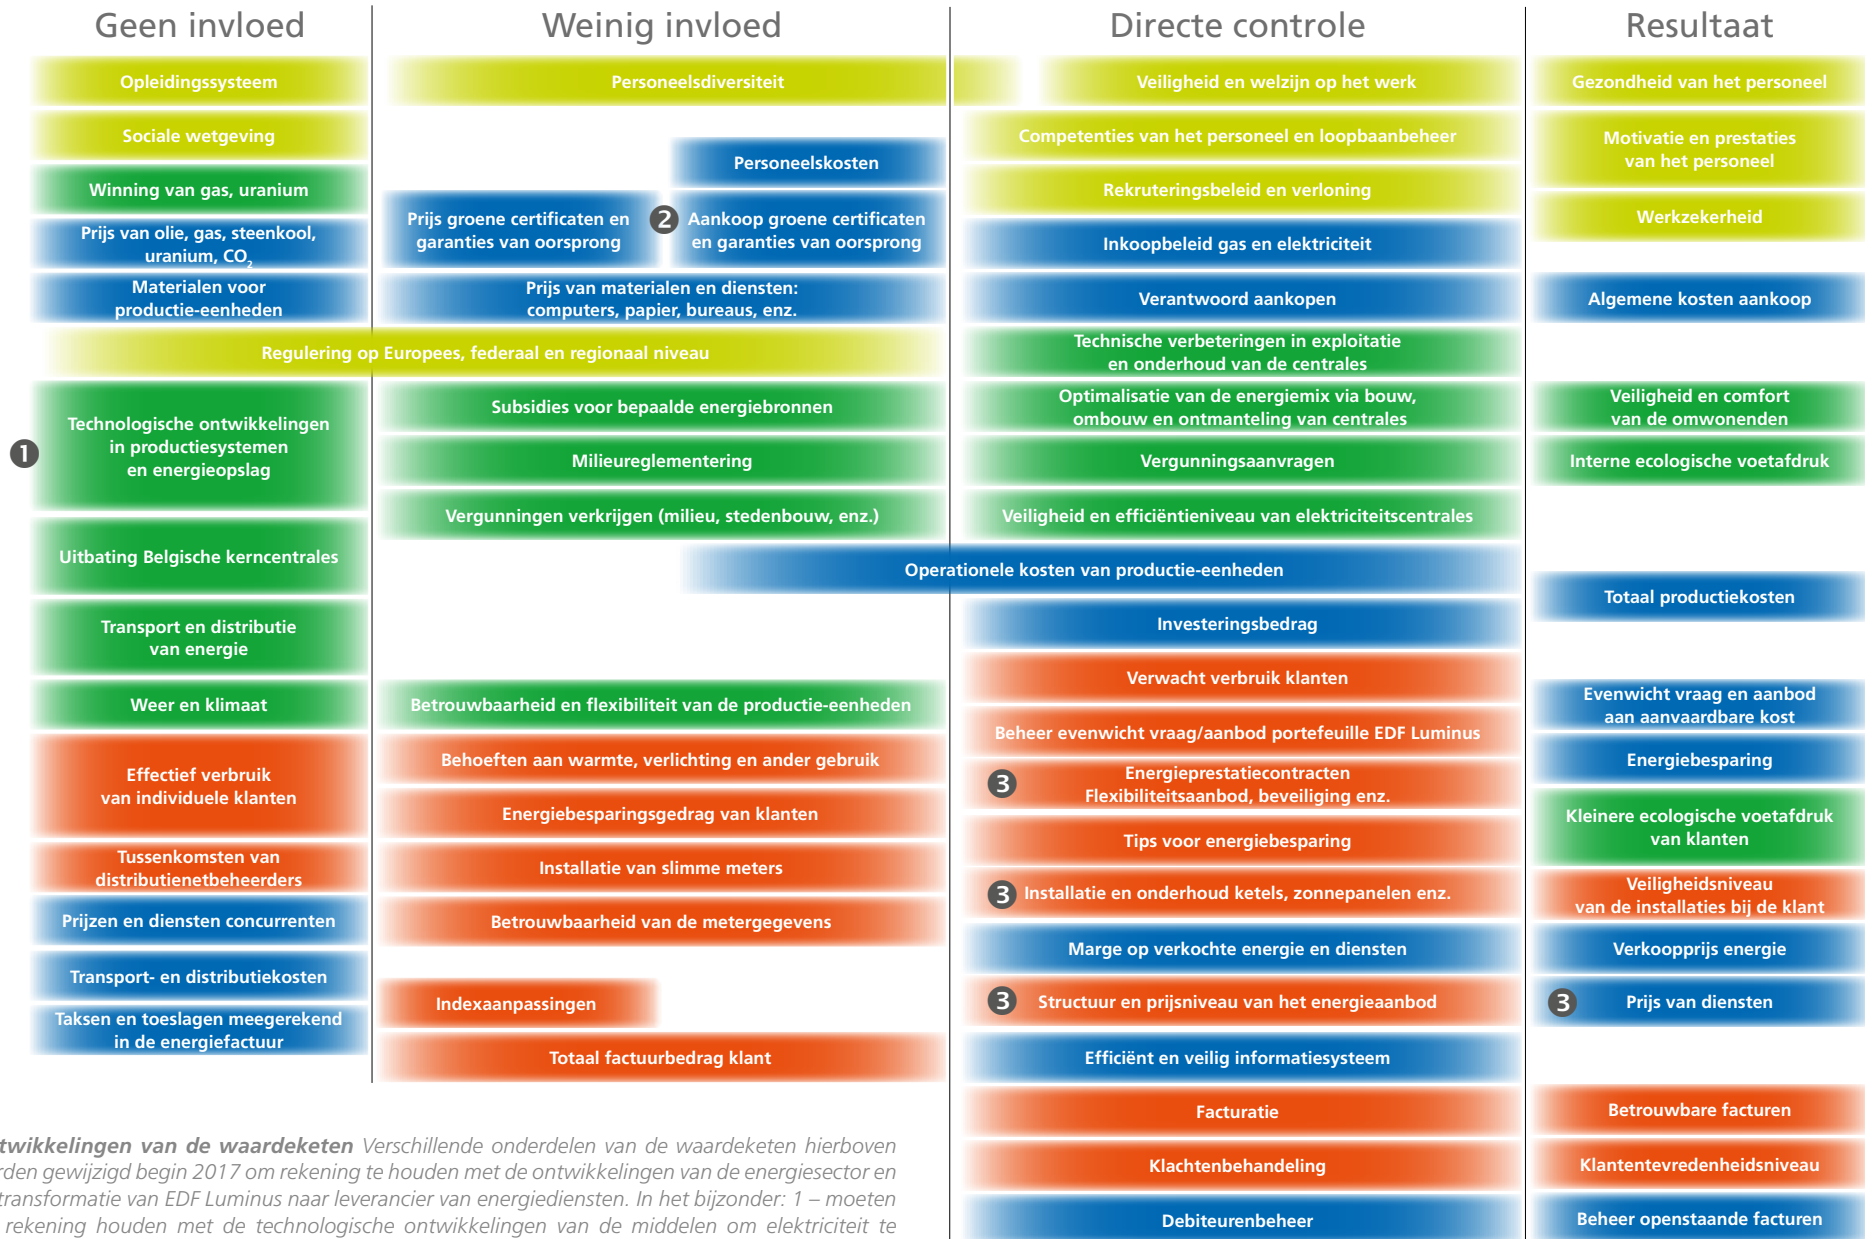 Geen invloed
Opleidingssysteem
Sociale wetgeving
Winning van gas, uranium
Prijs van olie, gas, steenkool,
uranium, CO₂
Materialen voor
productie-eenheden
Regulering op Europees, federaal en regionaal niveau
1
Technologische ontwikkelingen
in productiesystemen
en energieopslag
Uitbating Belgische kerncentrales
Transport en distributie
van energie
Weer en klimaat
Effectief verbruik
van individuele klanten
Tussenkomsten van
distributienetbeheerders
Prijzen en diensten concurrenten
Transport- en distributiekosten
Taksen en toeslagen meegerekend
in de energiefactuur
Weinig invloed
Personeelsdiversiteit
Personeelskosten
Prijs groene certificaten en
garanties van oorsprong
2
Aankoop groene certificaten
en garanties van oorsprong
Prijs van materialen en diensten:
computers, papier, bureaus, enz.
Subsidies voor bepaalde energiebronnen
Milieureglementering
Vergunningen verkrijgen (milieu, stedenbouw, enz.)
Operationele kosten van productie-eenheden
Betrouwbaarheid en flexibiliteit van de productie-eenheden
Behoeften aan warmte, verlichting en ander gebruik
Energiebesparingsgedrag van klanten
Installatie van slimme meters
Betrouwbaarheid van de metergegevens
Indexaanpassingen
Totaal factuurbedrag klant
Directe controle
Veiligheid en welzijn op het werk
Competenties van het personeel en loopbaanbeheer
Rekruteringsbeleid en verloning
Inkoopbeleid gas en elektriciteit
Verantwoord aankopen
Technische verbeteringen in exploitatie
en onderhoud van de centrales
Optimalisatie van de energiemix via bouw,
ombouw en ontmanteling van centrales
Vergunningsaanvragen
Veiligheid en efficiëntieniveau van elektriciteitscentrales
Investeringsbedrag
Verwacht verbruik klanten
Beheer evenwicht vraag/aanbod portefeuille EDF Luminus
3
Energieprestatiecontracten
Flexibiliteitsaanbod, beveiliging enz.
Tips voor energiebesparing
3
Installatie en onderhoud ketels, zonnepanelen enz.
Marge op verkochte energie en diensten
3
Structuur en prijsniveau van het energieaanbod
Efficiënt en veilig informatiesysteem
Facturatie
Klachtenbehandeling
Debiteurenbeheer
Resultaat
Gezondheid van het personeel
Motivatie en prestaties
van het personeel
Werkzekerheid
Algemene kosten aankoop
Veiligheid en comfort
van de omwonenden
Interne ecologische voetafdruk
Totaal productiekosten
Evenwicht vraag en aanbod
aan aanvaardbare kost
Energiebesparing
Kleinere ecologische voetafdruk
van klanten
Veiligheidsniveau
van de installaties bij de klant
Verkoopprijs energie
3
Prijs van diensten
Betrouwbare facturen
Klantentevredenheidsniveau
Beheer openstaande facturen
twikkelingen van de waardeketen Verschillende onderdelen van de waardeketen hierboven
rden gewijzigd begin 2017 om rekening te houden met de ontwikkelingen van de energiesector en
transformatie van EDF Luminus naar leverancier van energiediensten. In het bijzonder: 1 – moeten
rekening houden met de technologische ontwikkelingen van de middelen om elektriciteit te